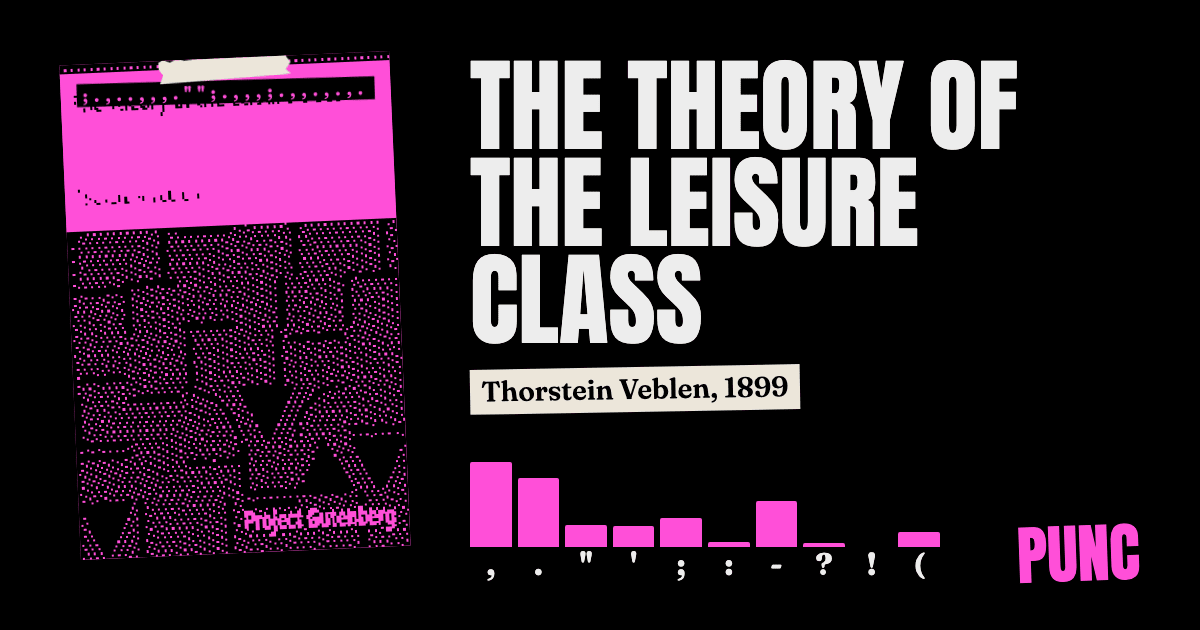 THE THEORY OF
THE LEISURE
CLASS
Thorstein Veblen, 1899
, . " ' ; : - ? ! (
PUNC
Project Gutenberg